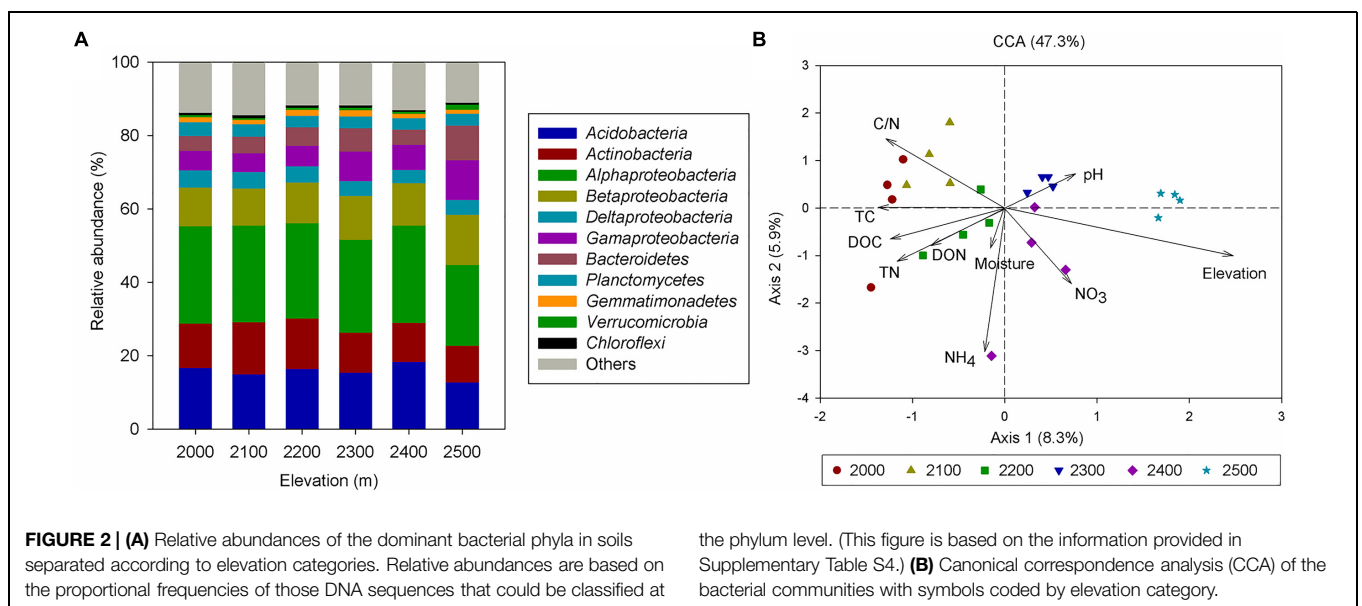 A
Relative abundance (%)
100
80
60
40
20
0
2000 2100 2200 2300 2400 2500
Elevation (m)
Acidobacteria
Actinobacteria
Alphaproteobacteria
Betaproteobacteria
Deltaproteobacteria
Gamaproteobacteria
Bacteroidetes
Planctomycetes
Gemmatimonadetes
Verrucomicrobia
Chloroflexi
Others
B
CCA (47.3%)
Axis 2 (5.9%)
3
2
1
0
-1
-2
-3
-4
C/N
pH
TC
DOC
DON
TN
Moisture
Elevation
NO3
NH4
-2 -1 0 1 2 3
Axis 1 (8.3%)
2000 2100 2200 2300 2400 2500
FIGURE 2 | (A) Relative abundances of the dominant bacterial phyla in soils
separated according to elevation categories. Relative abundances are based on
the proportional frequencies of those DNA sequences that could be classified at
the phylum level. (This figure is based on the information provided in
Supplementary Table S4.) (B) Canonical correspondence analysis (CCA) of the
bacterial communities with symbols coded by elevation category.